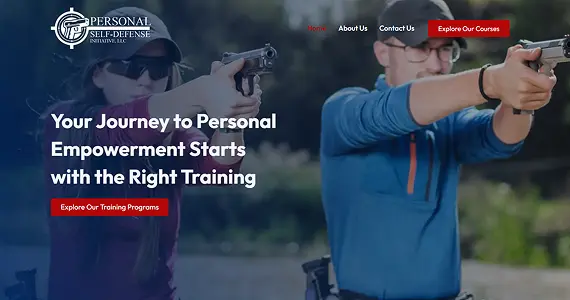 PERSONAL
SELF-DEFENSE
INITIATIVE, LLC
Home
About Us
Contact Us
Explore Our Courses
Your Journey to Personal
Empowerment Starts
with the Right Training
Explore Our Training Programs